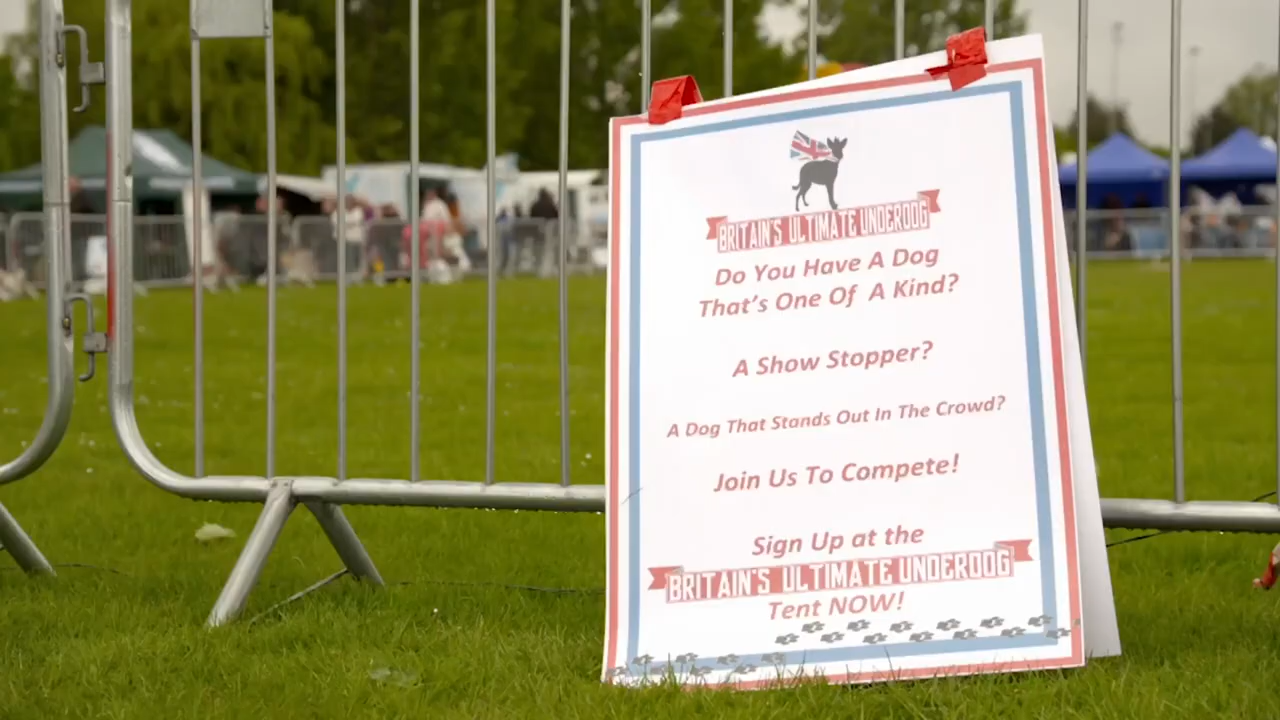 BRITAIN'S ULTIMATE UNDERDOG
Do You Have A Dog
That's One Of A Kind?
A Show Stopper?
A Dog That Stands Out In The Crowd?
Join Us To Compete!
Sign Up at the
BRITAIN'S ULTIMATE UNDERDOG
Tent NOW!